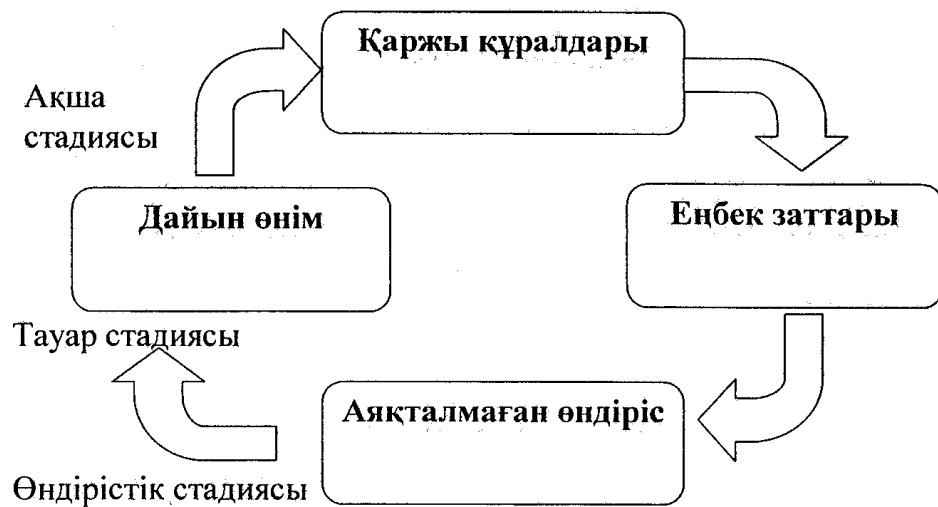 Қаржы құралдары
Ақша
стадиясы
Дайын өнім
Еңбек заттары
Тауар стадиясы
Аяқталмаған өндіріс
Өндірістік стадиясы